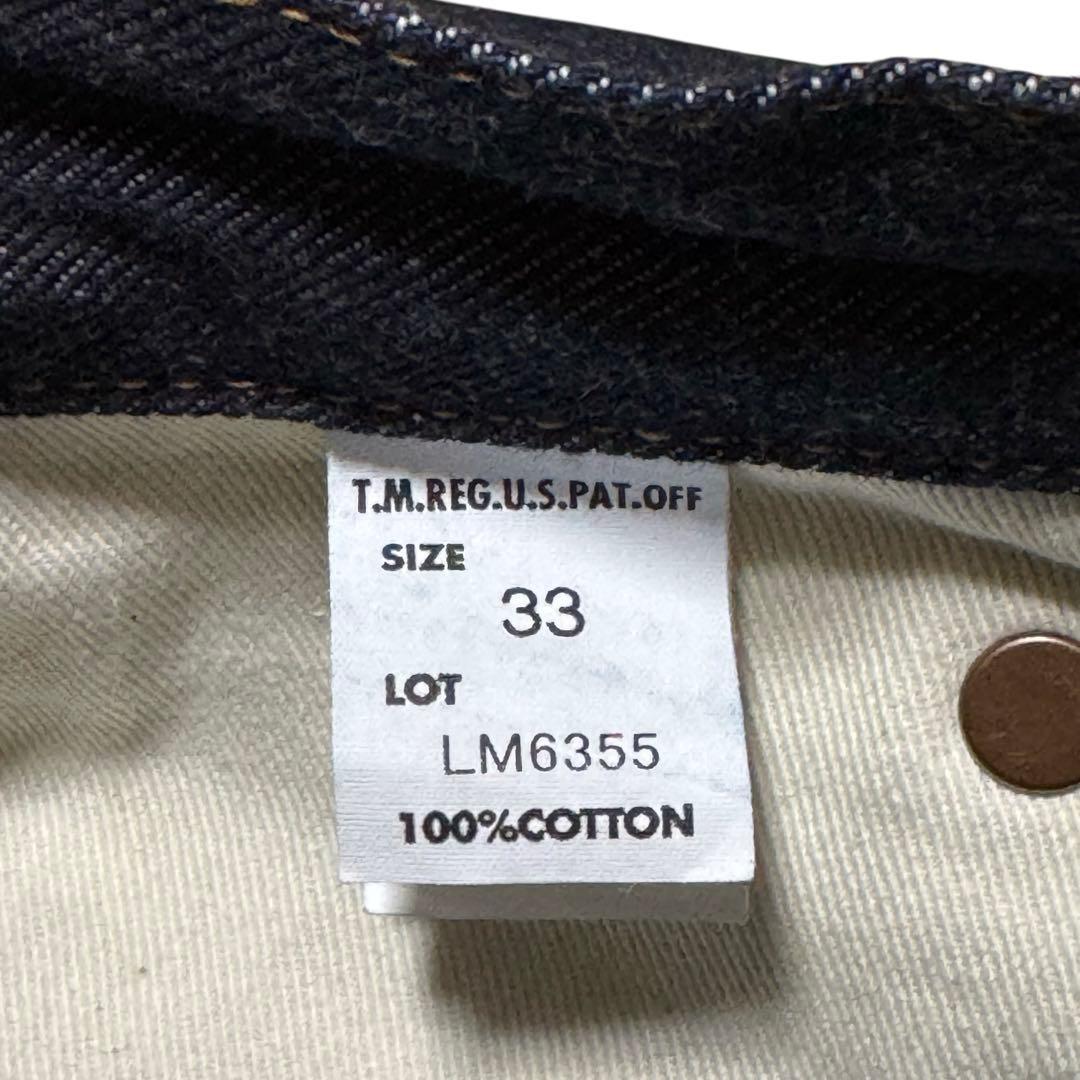 T.M.REG.U.S.PAT.OFF
SIZE
33
LOT
LM6355
100%COTTON